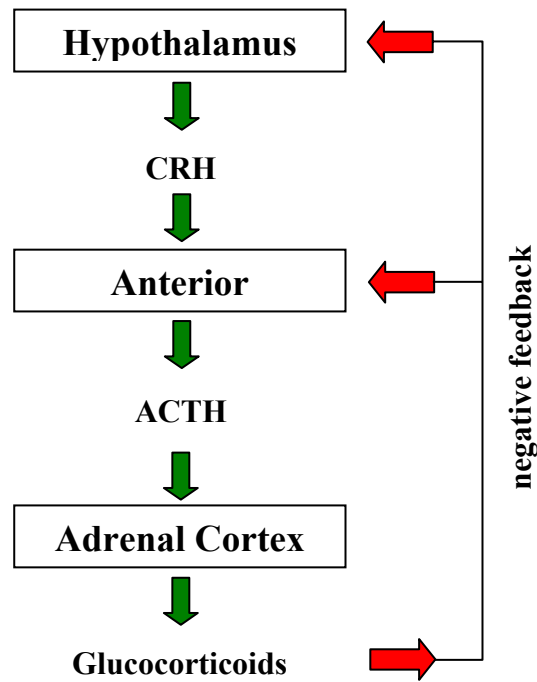 Hypothalamus
CRH
Anterior
ACTH
Adrenal Cortex
Glucocorticoids
negative feedback